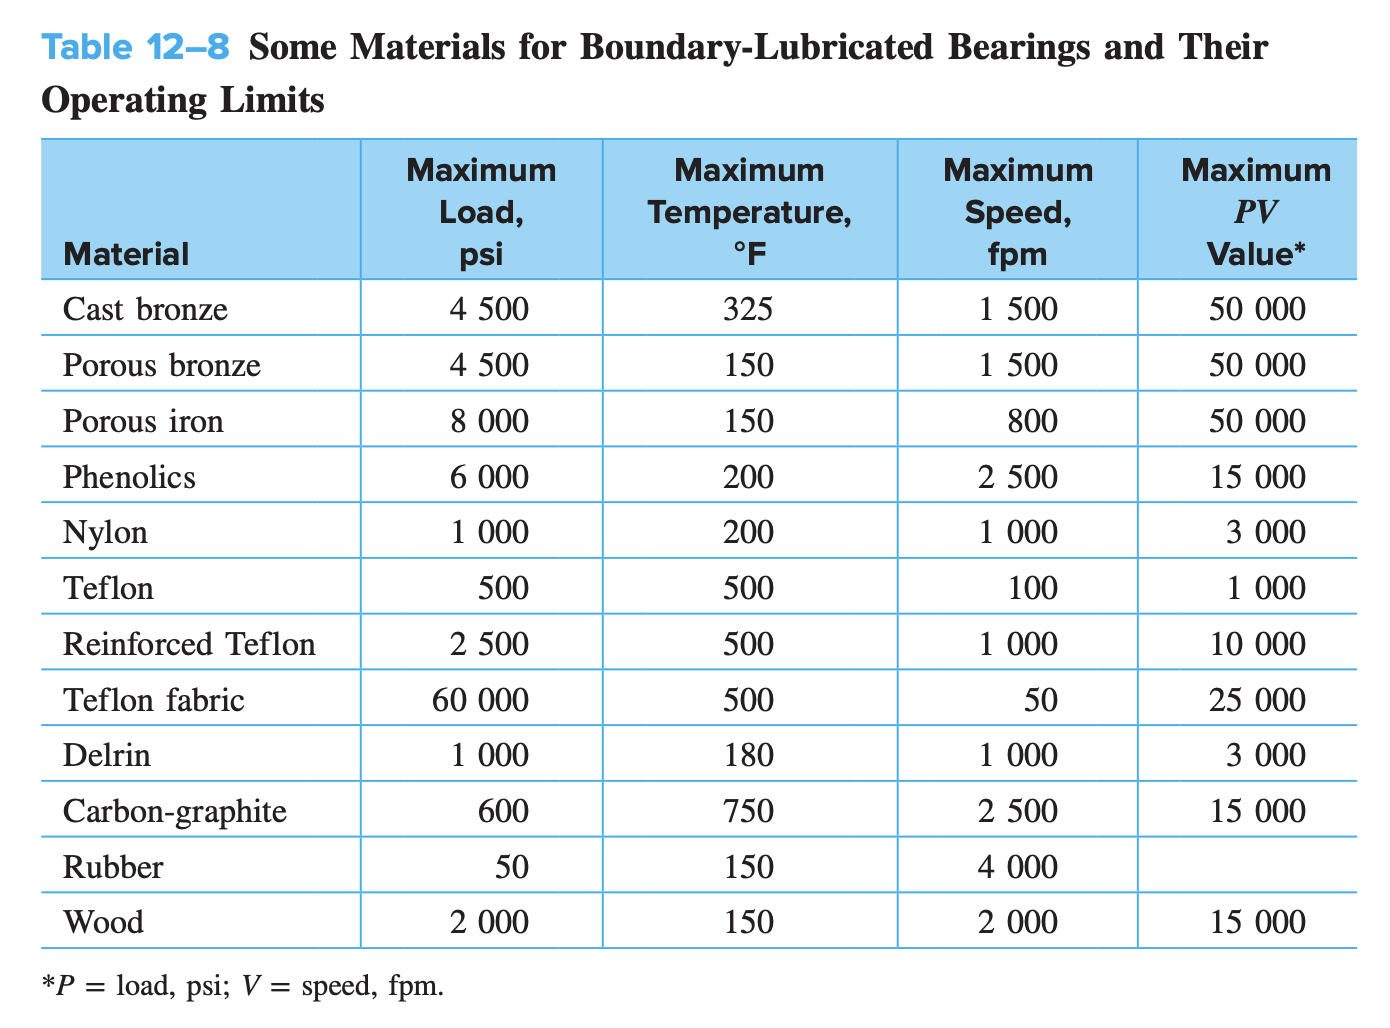 Table 12–8 Some Materials for Boundary-Lubricated Bearings and Their
Operating Limits
Material Maximum Load, psi Maximum Temperature, °F Maximum Speed, fpm Maximum PV Value*
Cast bronze 4 500 325 1 500 50 000
Porous bronze 4 500 150 1 500 50 000
Porous iron 8 000 150 800 50 000
Phenolics 6 000 200 2 500 15 000
Nylon 1 000 200 1 000 3 000
Teflon 500 500 100 1 000
Reinforced Teflon 2 500 500 1 000 10 000
Teflon fabric 60 000 500 50 25 000
Delrin 1 000 180 1 000 3 000
Carbon-graphite 600 750 2 500 15 000
Rubber 50 150 4 000
Wood 2 000 150 2 000 15 000
*P = load, psi; V = speed, fpm.